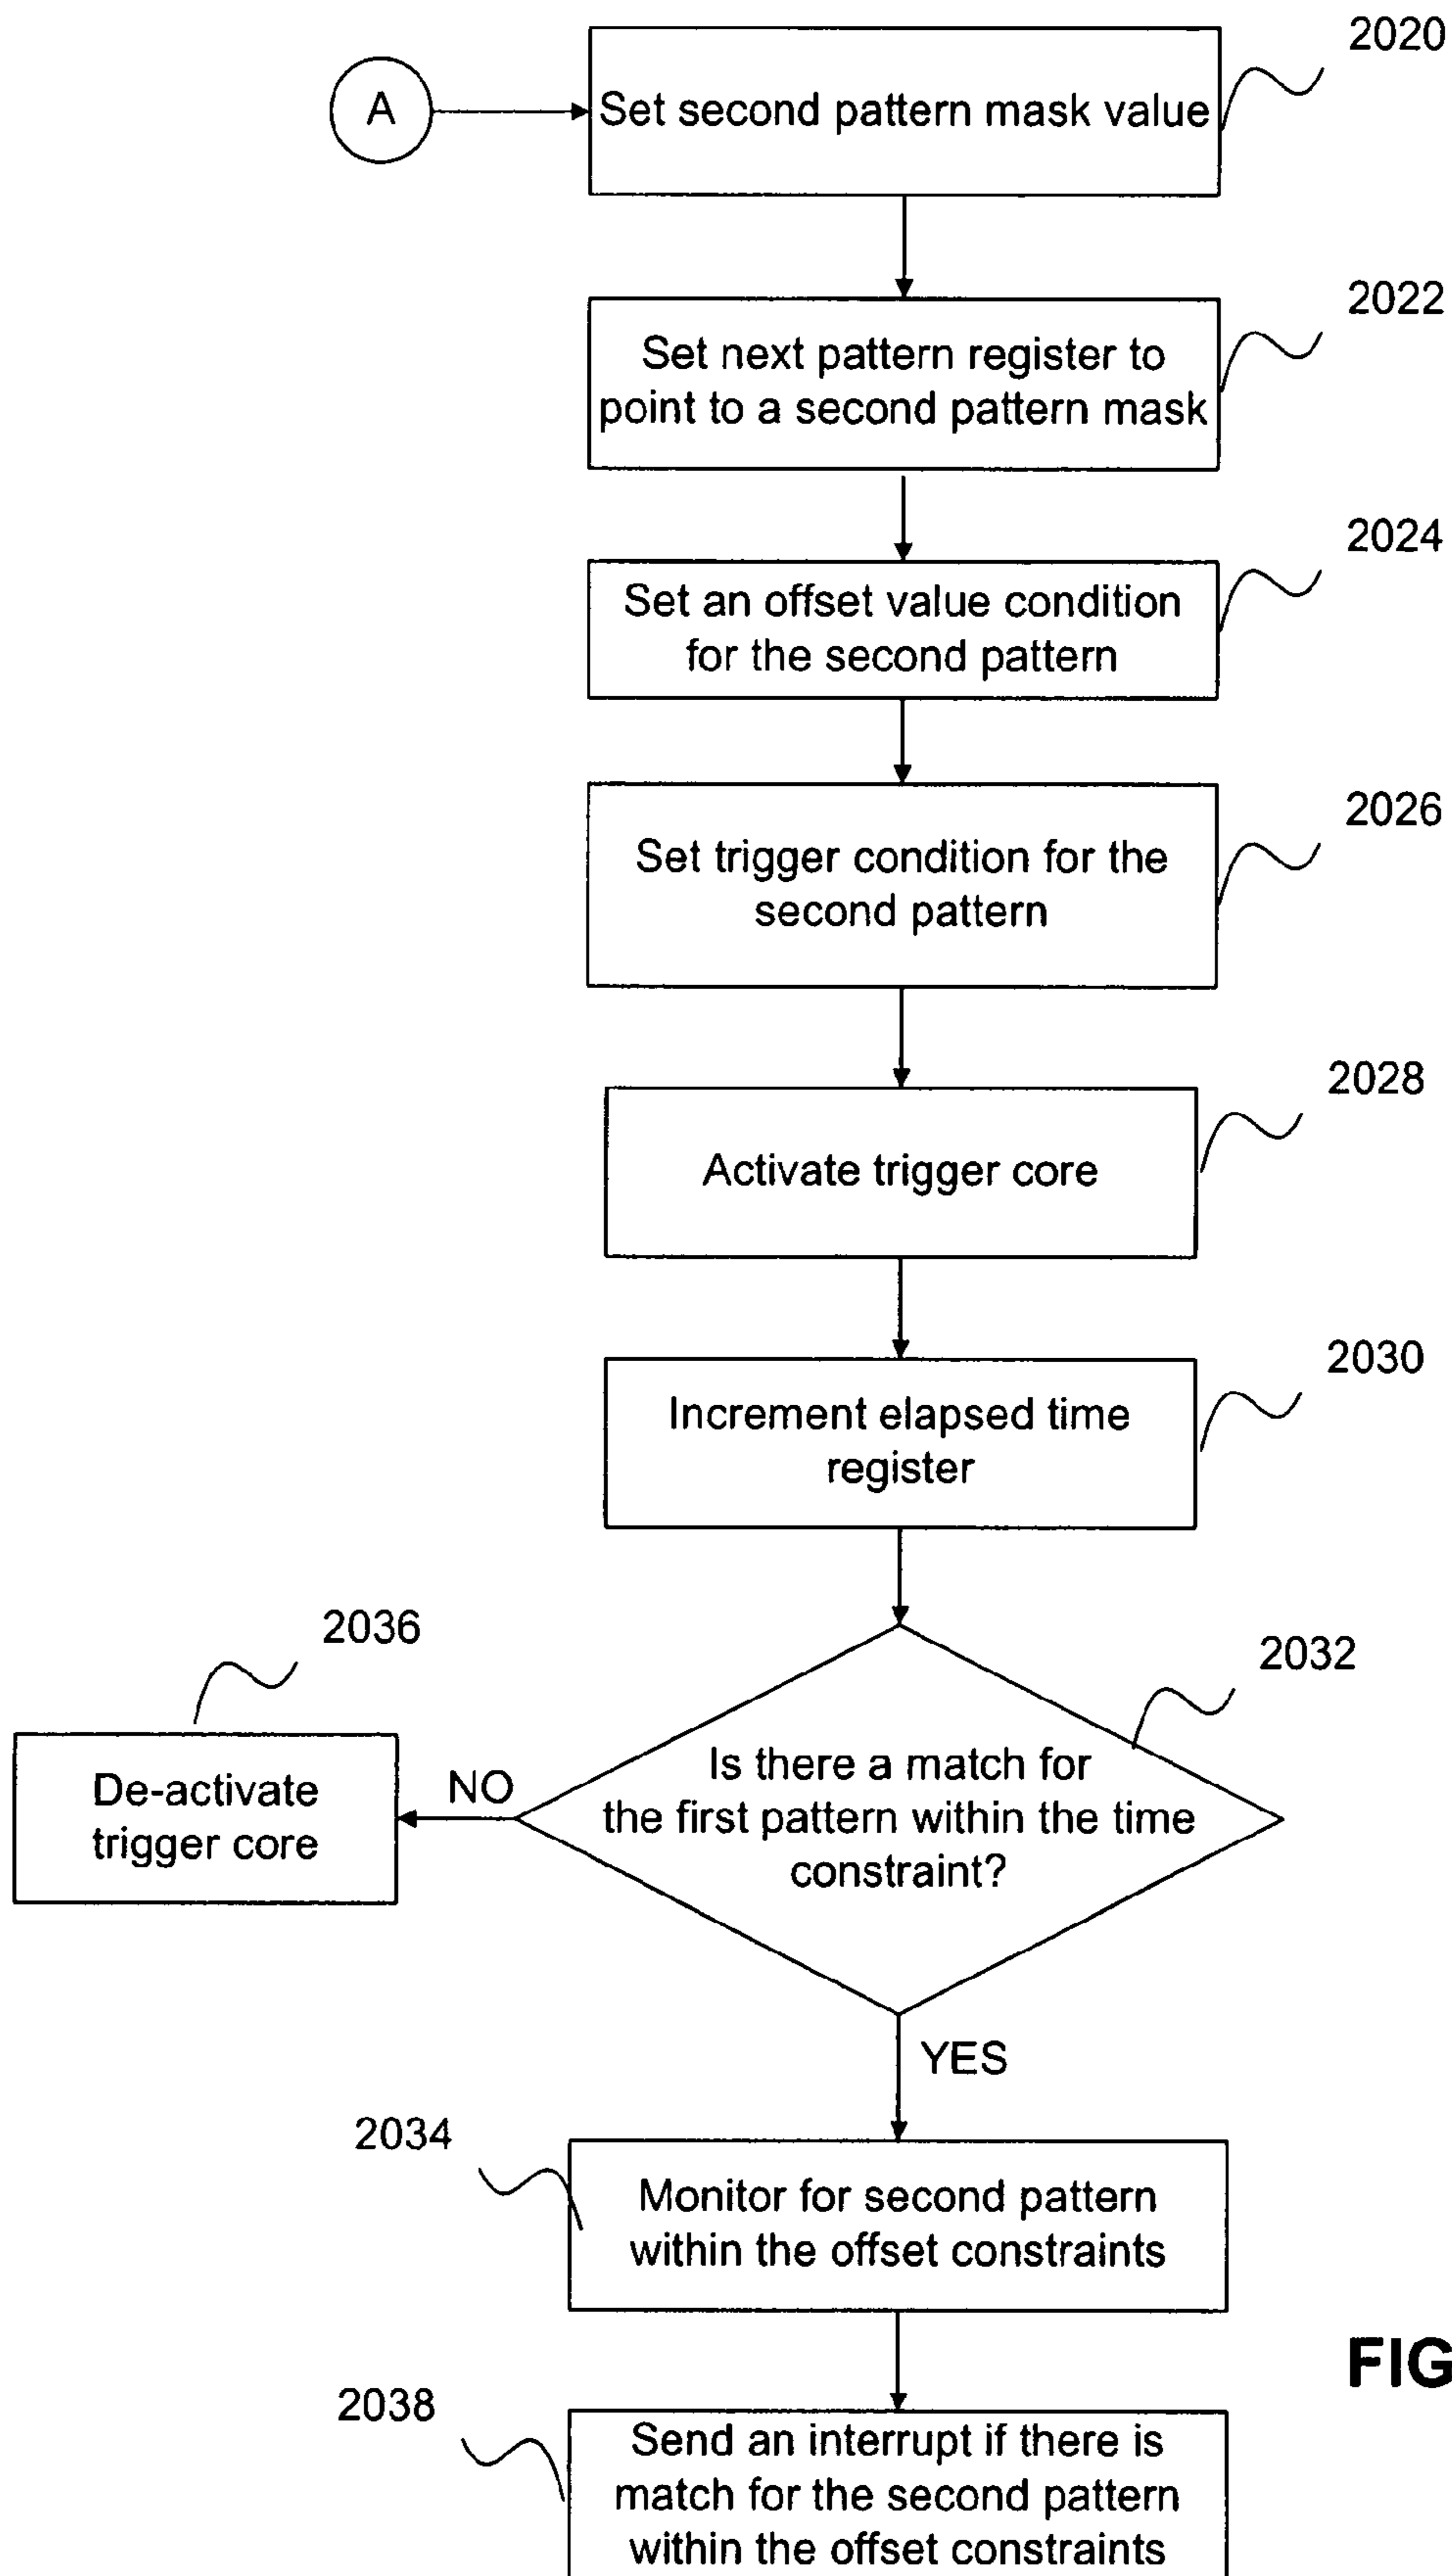 2020
A
Set second pattern mask value
2022
Set next pattern register to
point to a second pattern mask
2024
Set an offset value condition
for the second pattern
2026
Set trigger condition for the
second pattern
2028
Activate trigger core
2030
Increment elapsed time
register
2036
2032
De-activate
trigger core
NO
Is there a match for
the first pattern within the time
constraint?
YES
2034
Monitor for second pattern
within the offset constraints
FIG
2038
Send an interrupt if there is
match for the second pattern
within the offset constraints